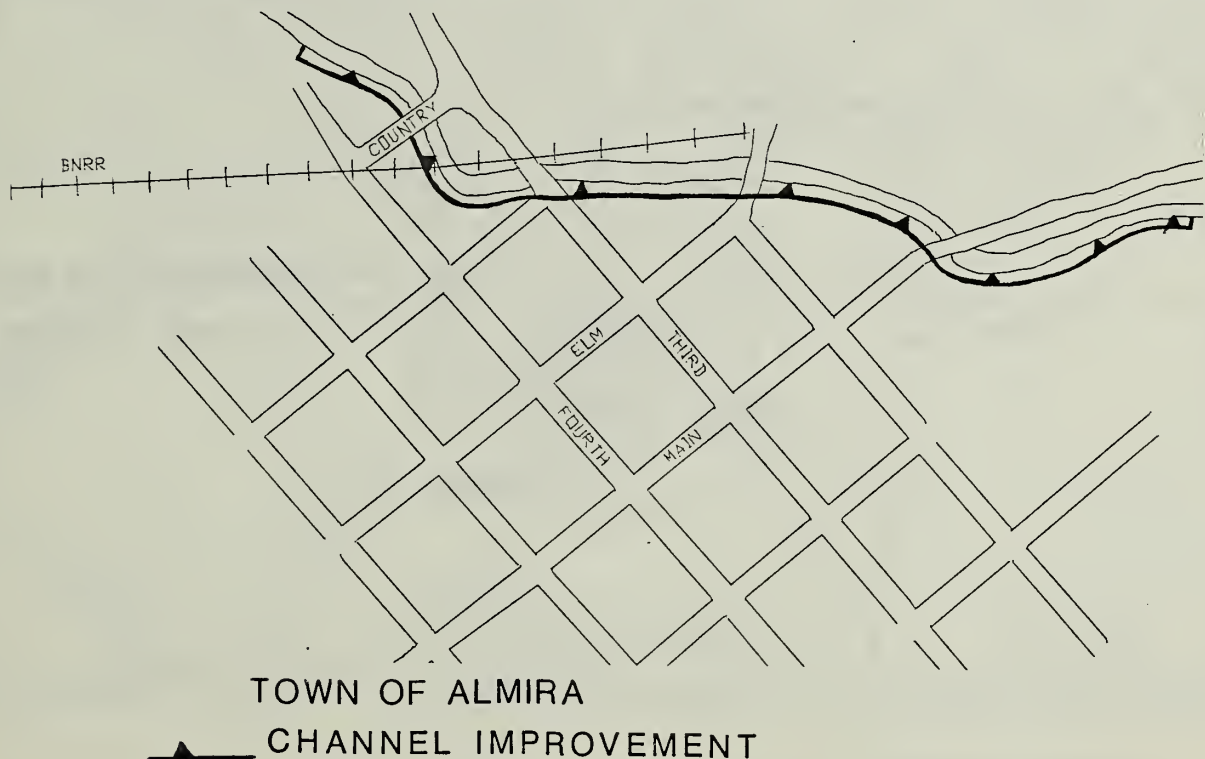 COUNTRY
BNRR
ELM
THIRD
FOURTH
MAIN
TOWN OF ALMIRA
CHANNEL IMPROVEMENT